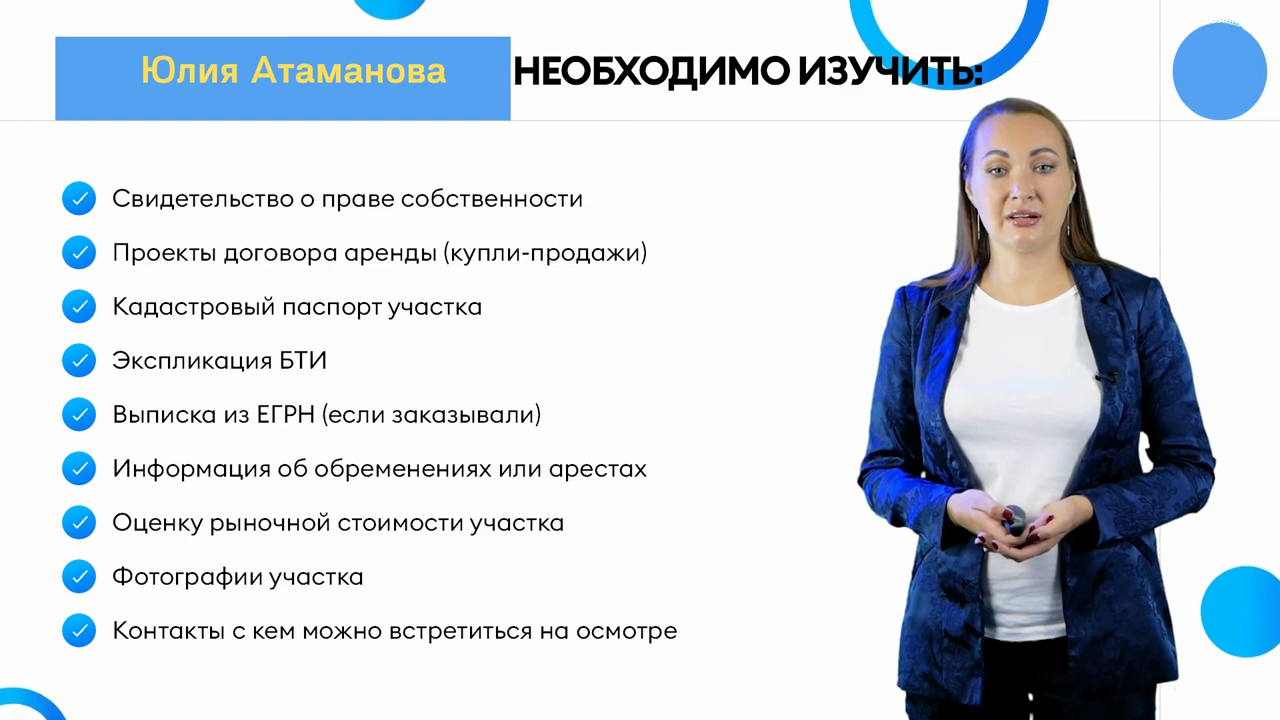 Юлия Атаманова НЕОБХОДИМО ИЗУЧИТЬ:
Свидетельство о праве собственности
Проекты договора аренды (купли-продажи)
Кадастровый паспорт участка
Экспликация БТИ
Выписка из ЕГРН (если заказывали)
Информация об обременениях или арестах
Оценку рыночной стоимости участка
Фотографии участка
Контакты с кем можно встретиться на осмотре